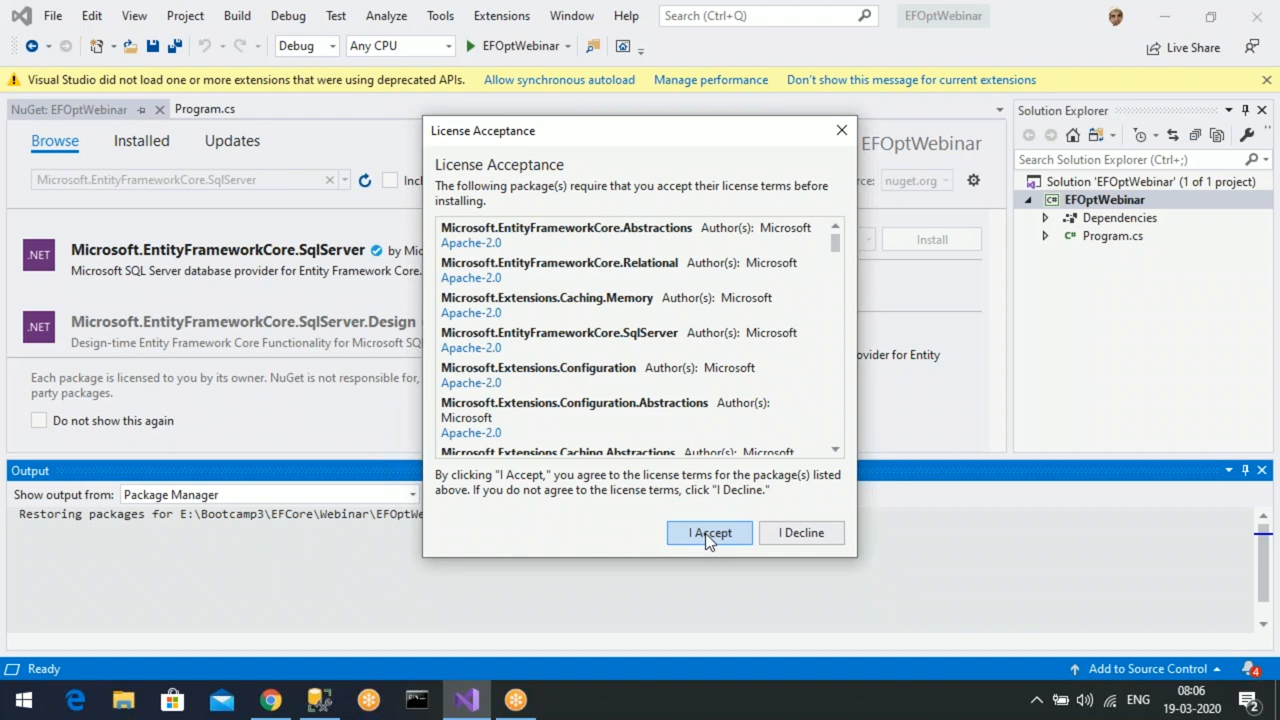 File Edit View Project Build Debug Test Analyze Tools Extensions Window Help Search (Ctrl+Q) EFOptWebinar
Debug Any CPU EFOptWebinar Live Share
Visual Studio did not load one or more extensions that were using deprecated APIs. Allow synchronous autoload Manage performance Don't show this message for current extensions
NuGet: EFOptWebinar Program.cs
Browse Installed Updates
EFOptWebinar
Microsoft.EntityFrameworkCore.SqlServer
nuget.org
Microsoft.EntityFrameworkCore.SqlServer by
Microsoft SQL Server database provider for Entity Framework Core.
Install
Microsoft.EntityFrameworkCore.SqlServer.Design
Design-time Entity Framework Core Functionality for Microsoft
for Entity
Each package is licensed to you by its owner. NuGet is not responsible for,
party packages.
Do not show this again
License Acceptance
License Acceptance
The following package(s) require that you accept their license terms before
installing.
Microsoft.EntityFrameworkCore.Abstractions Author(s): Microsoft
Apache-2.0
Microsoft.EntityFrameworkCore.Relational Author(s): Microsoft
Apache-2.0
Microsoft.Extensions.Caching.Memory Author(s): Microsoft
Apache-2.0
Microsoft.EntityFrameworkCore.SqlServer Author(s): Microsoft
Apache-2.0
Microsoft.Extensions.Configuration Author(s): Microsoft
Apache-2.0
Microsoft.Extensions.Configuration.Abstractions Author(s):
Microsoft
Apache-2.0
Microsoft.Extensions.Caching.Abstractions Author(s): Microsoft
By clicking "I Accept," you agree to the license terms for the package(s) listed
above. If you do not agree to the license terms, click "I Decline."
I Accept I Decline
Solution Explorer
Search Solution Explorer (Ctrl+;)
Solution 'EFOptWebinar' (1 of 1 project)
EFOptWebinar
Dependencies
Program.cs
Output
Show output from: Package Manager
Restoring packages for E:\Bootcamp3\EFCore\Webinar\EFOptWe
Ready Add to Source Control 4
ENG 08:06
19-03-2020 2